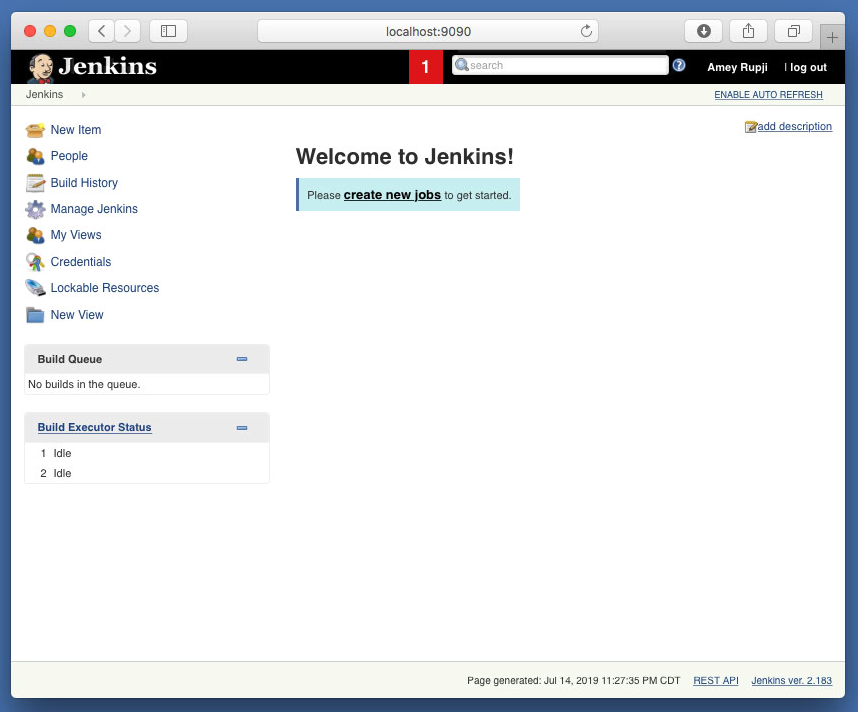 localhost:9090
Jenkins
1
search
Amey Rupji
| log out
Jenkins
ENABLE AUTO REFRESH
New Item
People
Build History
Manage Jenkins
My Views
Credentials
Lockable Resources
New View
add description
Welcome to Jenkins!
Please create new jobs to get started.
Build Queue
No builds in the queue.
Build Executor Status
1 Idle
2 Idle
Page generated: Jul 14, 2019 11:27:35 PM CDT REST API Jenkins ver. 2.183